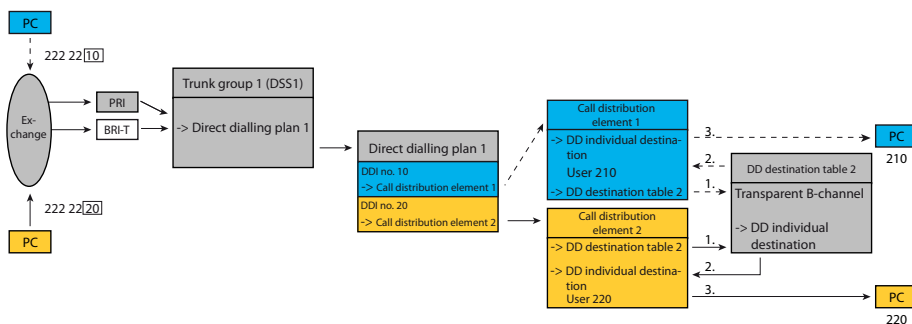 PC
222 22 10
Ex-
change
PRI
BRI-T
222 22 20
PC
Trunk group 1 (DSS1)
-> Direct dialling plan 1
Direct dialling plan 1
DDI no. 10
-> Call distribution element 1
DDI no. 20
-> Call distribution element 2
Call distribution
element 1
-> DD individual destina-
tion
User 210
-> DD destination table 2
Call distribution
element 2
-> DD destination table 2
-> DD individual destina-
tion
User 220
3.
2.
1.
1.
2.
3.
DD destination table 2
Transparent B-channel
-> DD individual
destination
PC
210
PC
220